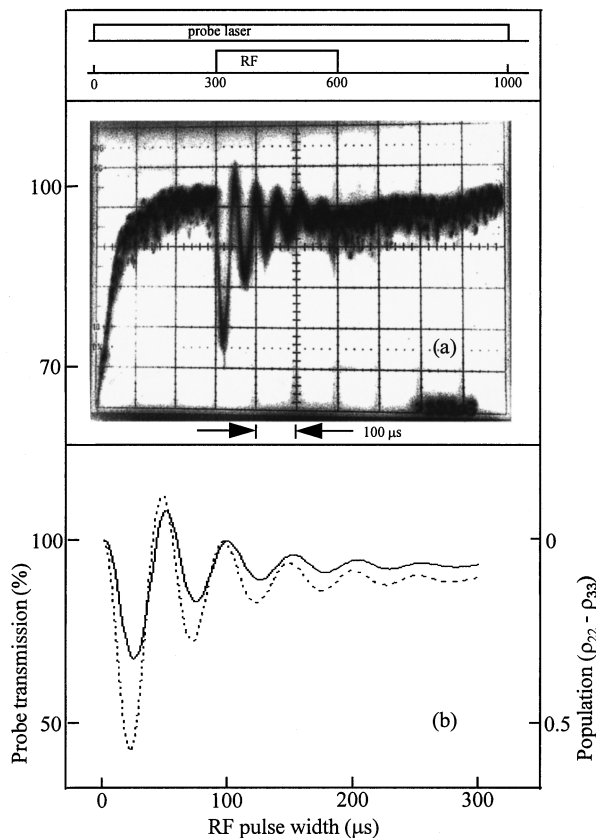 probe laser
RF
0 300 600 1000
100
(a)
70
100 μs
100
0
Probe transmission (%)
Population (ρ22 - ρ33)
50
(b)
0.5
0 100 200 300
RF pulse width (μs)